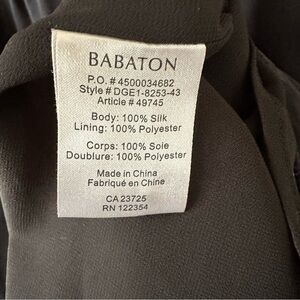 BABATON
P.O. # 4500034682
Style # DGE1-8253-43
Article # 49745
Body: 100% Silk
Lining: 100% Polyester
Corps: 100% Soie
Doublure: 100% Polyester
Made in China
Fabriqué en Chine
CA 23725
RN 122354